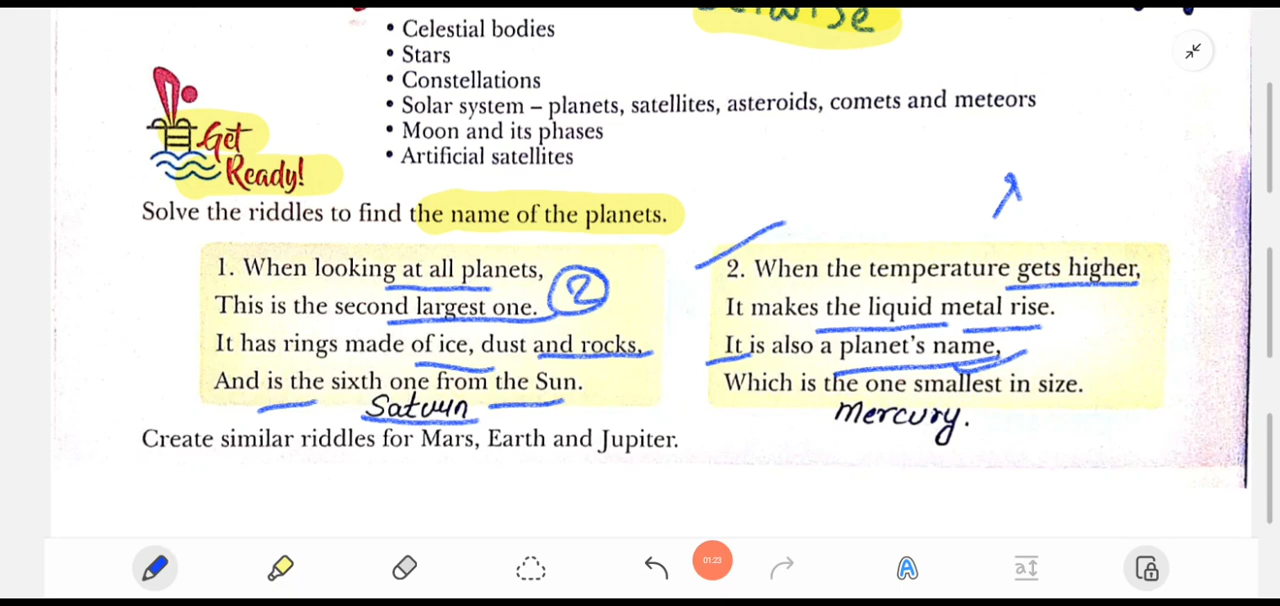 • Celestial bodies
• Stars
• Constellations
• Solar system – planets, satellites, asteroids, comets and meteors
• Moon and its phases
• Artificial satellites
Get
Ready!
Solve the riddles to find the name of the planets.
1. When looking at all planets,
This is the second largest one. 2
It has rings made of ice, dust and rocks,
And is the sixth one from the Sun.
Saturn
2. When the temperature gets higher,
It makes the liquid metal rise.
It is also a planet's name,
Which is the one smallest in size.
Mercury.
Create similar riddles for Mars, Earth and Jupiter.
01:23
A
a